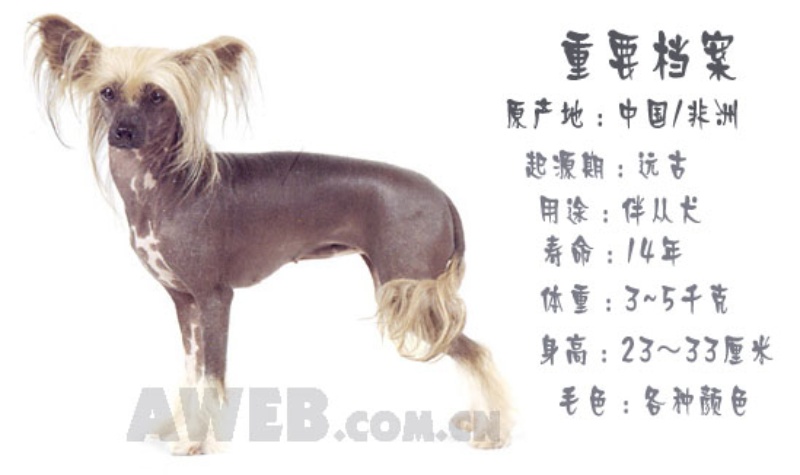 重要档案
原产地：中国/非洲
起源期：远古
用途：伴从犬
寿命：14年
体重：3~5千克
身高：23～33厘米
毛色：各种颜色
AWEB.COM.CN